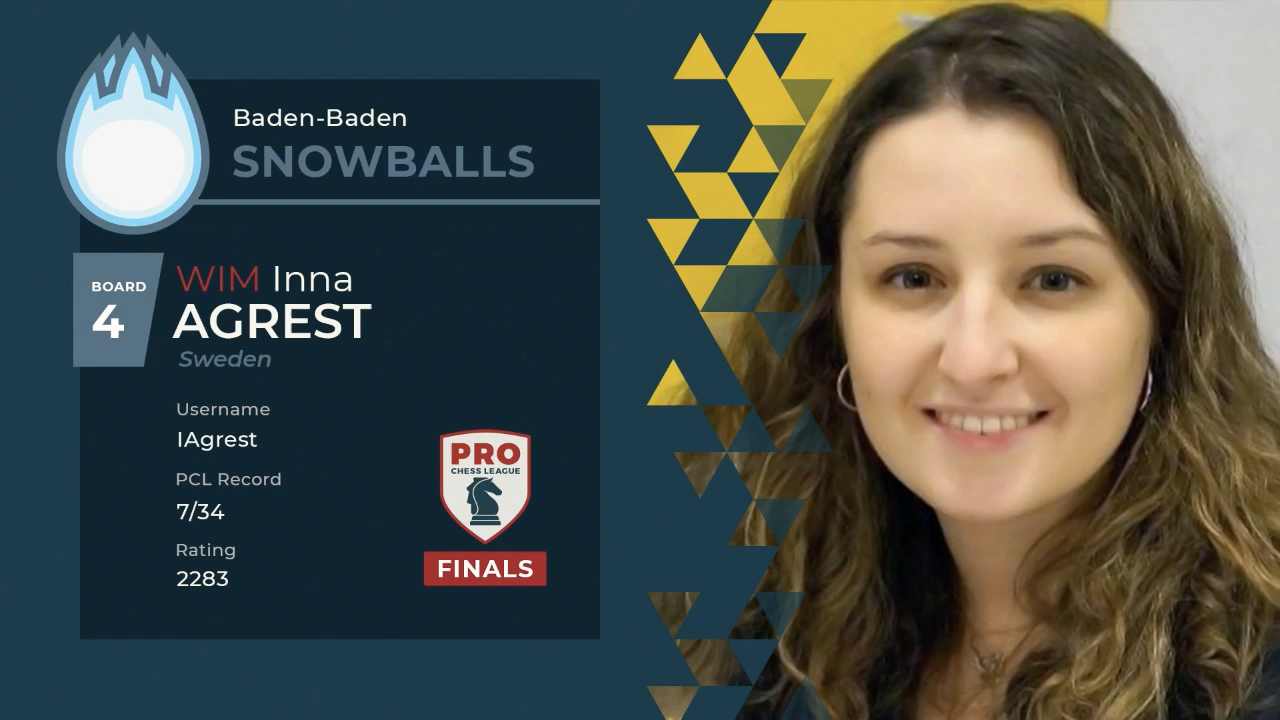 Baden-Baden
SNOWBALLS
BOARD
4
WIM Inna
AGREST
Sweden
Username
IAgrest
PCL Record
7/34
Rating
2283
PRO
CHESS LEAGUE
FINALS